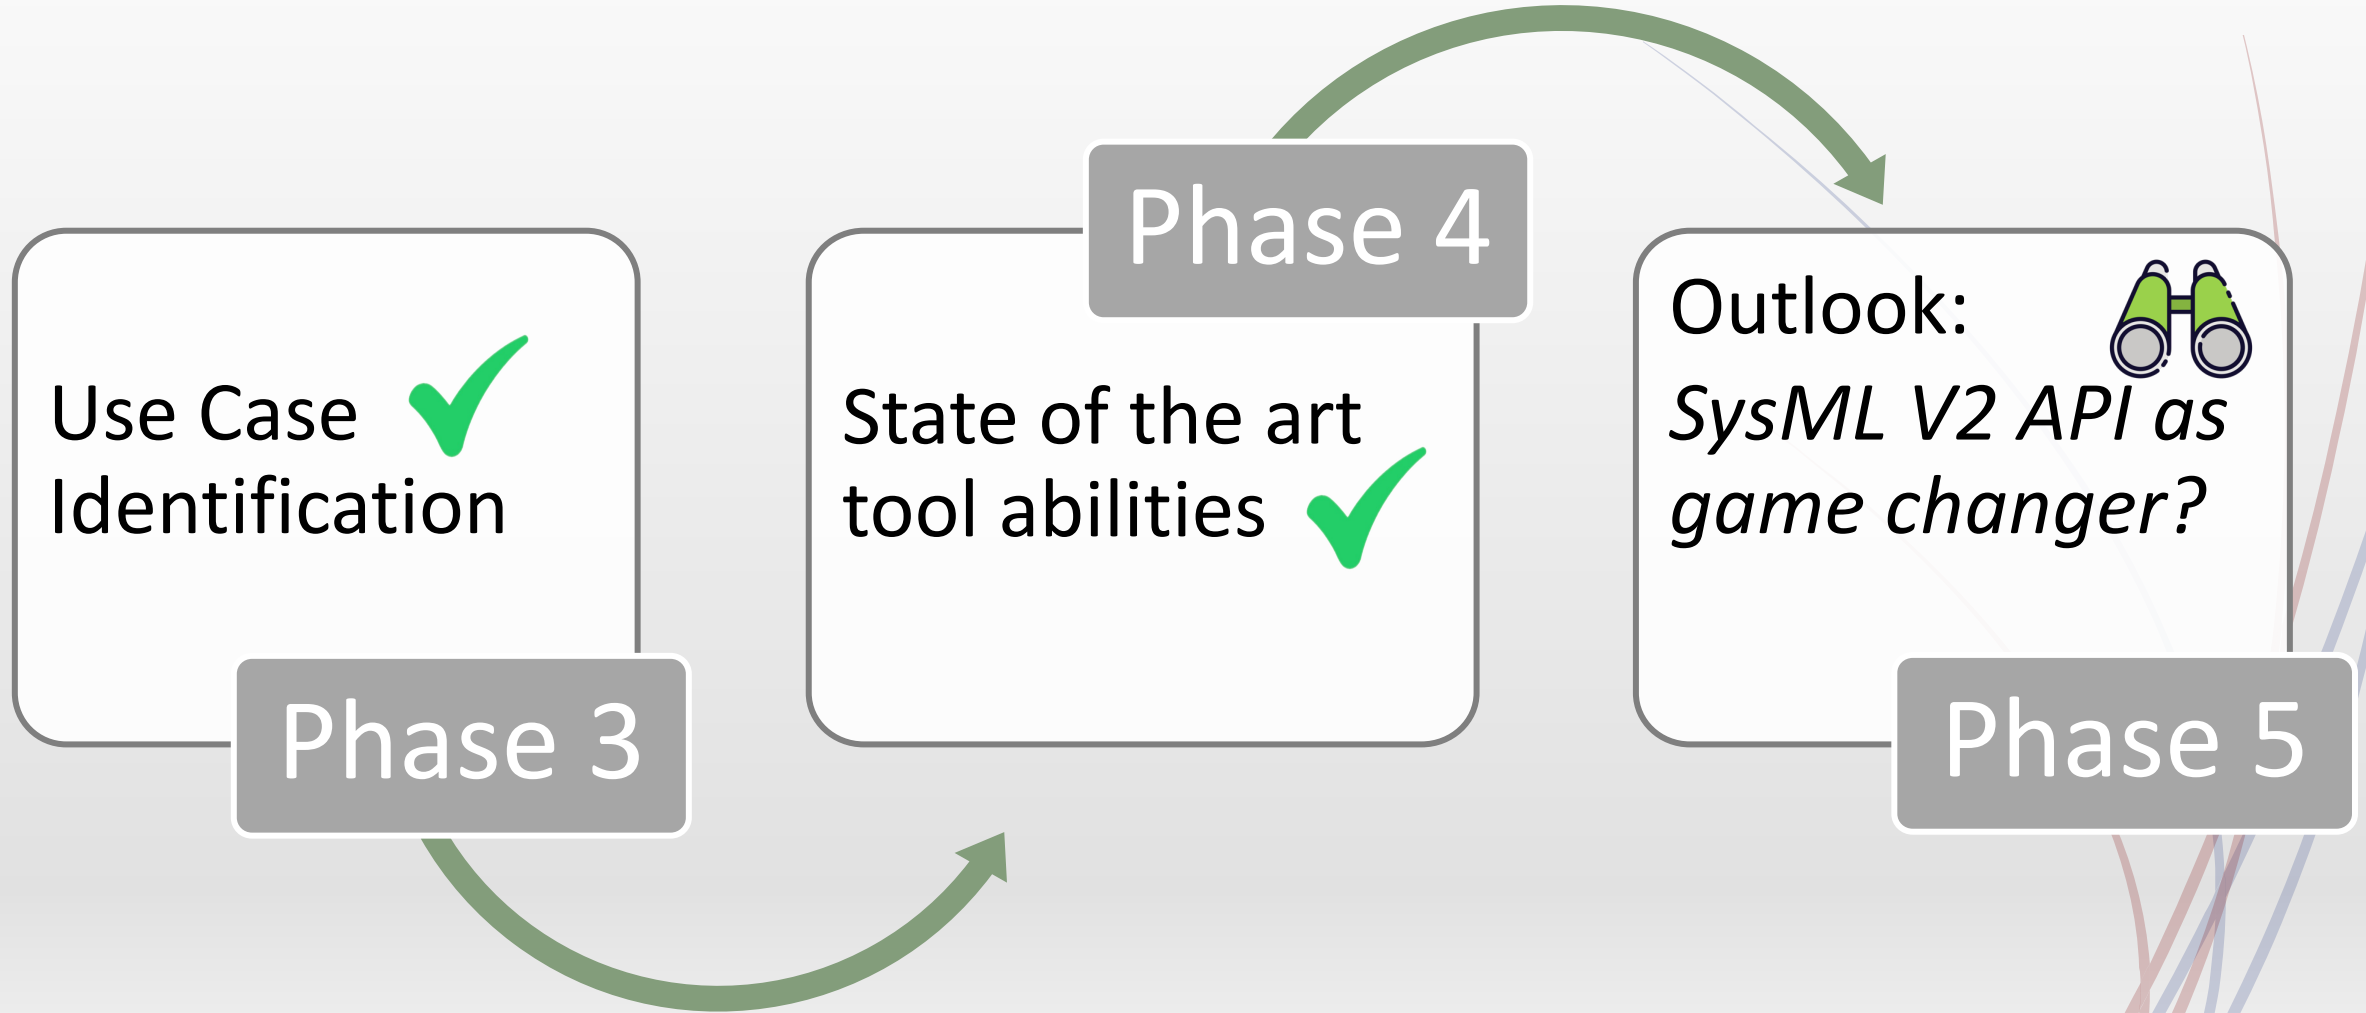 Use Case
Identification
Phase 3
Phase 4
State of the art
tool abilities
Outlook:
SysML V2 API as
game changer?
Phase 5